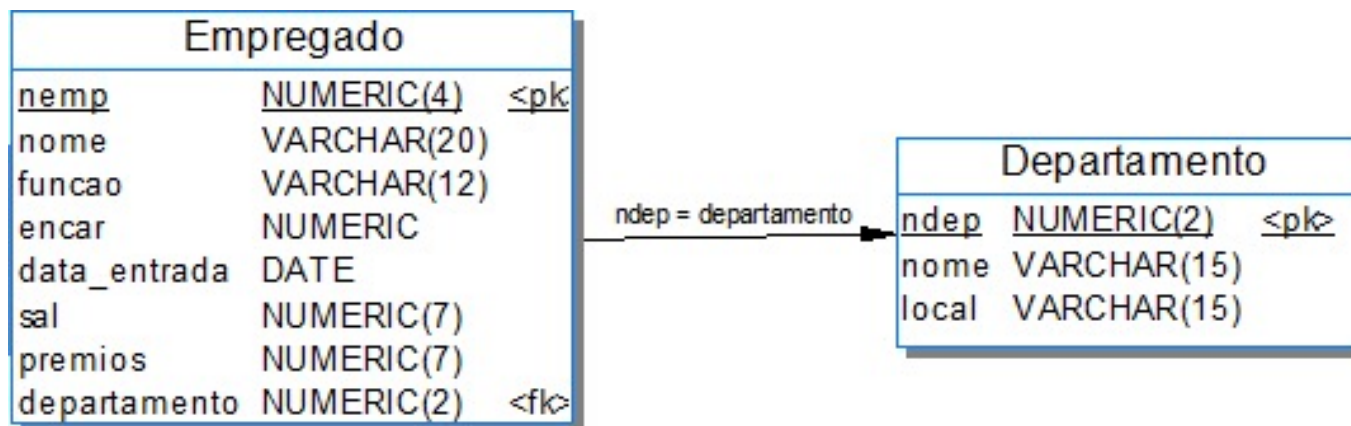 Empregado
nemp NUMERIC(4) <pk
nome VARCHAR(20)
funcao VARCHAR(12)
encar NUMERIC
data_entrada DATE
sal NUMERIC(7)
premios NUMERIC(7)
departamento NUMERIC(2) <fk>
ndep = departamento
Departamento
ndep NUMERIC(2) <pk>
nome VARCHAR(15)
local VARCHAR(15)